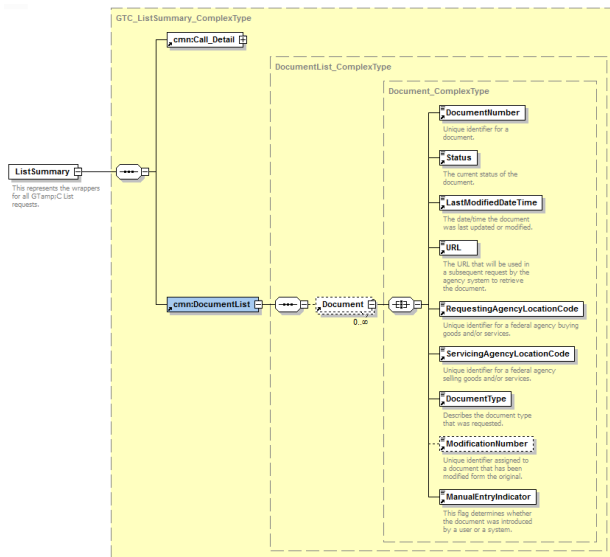 GTC_ListSummary_ComplexType
cmn:Call_Detail
DocumentList_ComplexType
Document_ComplexType
DocumentNumber
Unique identifier for a
document.
Status
The current status of the
document.
ListSummary
This represents the wrappers
for all GTamp;C List
requests.
LastModifiedDateTime
The date/time the document
was last updated or modified.
URL
The URL that will be used in
a subsequent request by the
agency system to retrieve
the document.
cmn:DocumentList
Document
0..∞
RequestingAgencyLocationCode
Unique identifier for a federal agency buying
goods and/or services.
ServicingAgencyLocationCode
Unique identifier for a federal agency
selling goods and/or services.
DocumentType
Describes the document type
that was requested.
ModificationNumber
Unique identifier assigned to
a document that has been
modified form the original.
ManualEntryIndicator
This flag determines whether
the document was introduced
by a user or a system.